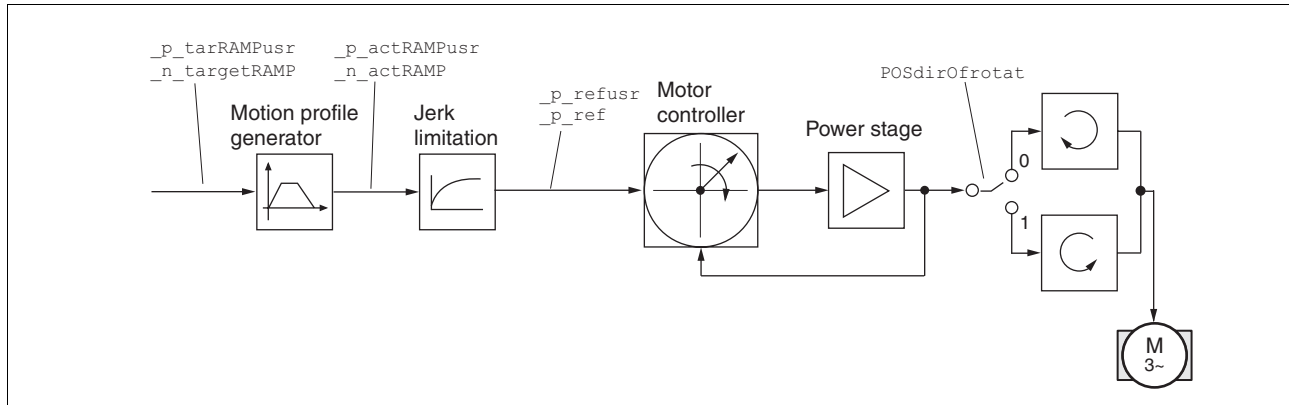 _p_tarRAMPusr
_n_targetRAMP
_p_actRAMPusr
_n_actRAMP
_p_refusr
_p_ref
POSdirOfrotat
Motion profile
generator
Jerk
limitation
Motor
controller
Power stage
0
1
M
3~